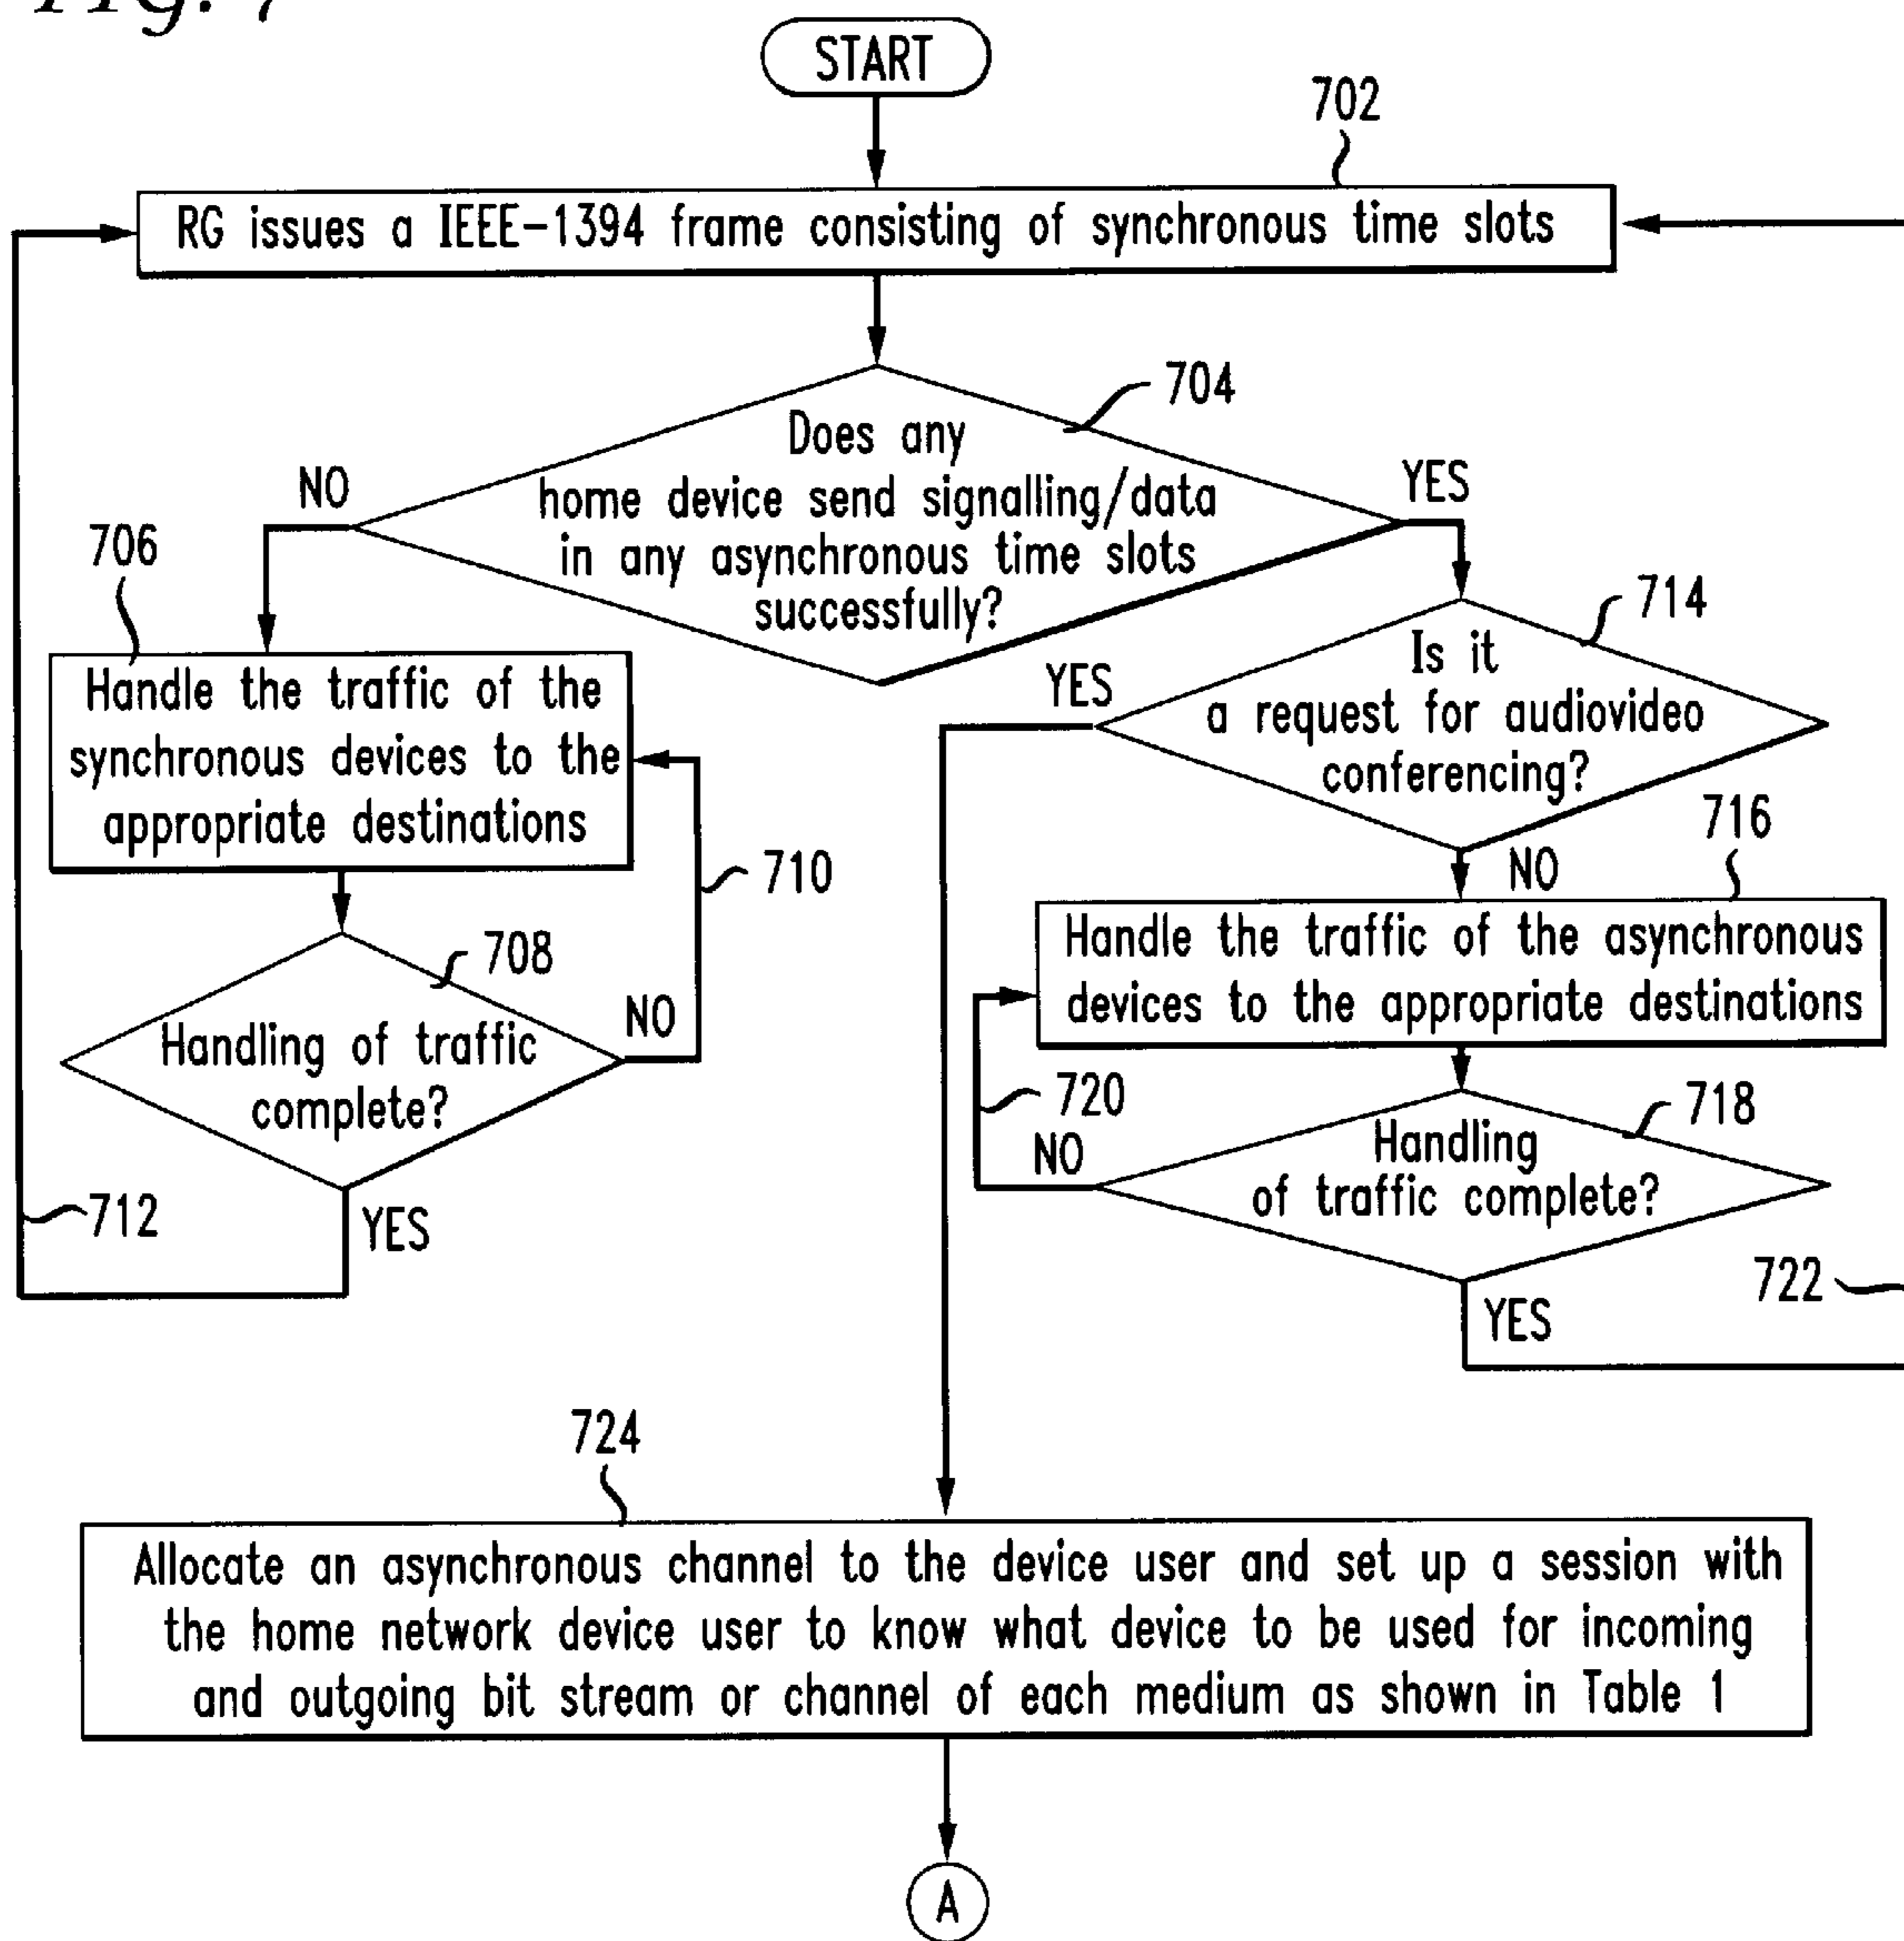 Fig. 7
START
702
RG issues a IEEE-1394 frame consisting of synchronous time slots
704
Does any
home device send signalling/data
in any asynchronous time slots
successfully?
NO
YES
706
Handle the traffic of the
synchronous devices to the
appropriate destinations
710
708
Handling of traffic
complete?
NO
YES
712
714
Is it
a request for audiovideo
conferencing?
YES
NO
716
Handle the traffic of the asynchronous
devices to the appropriate destinations
720
718
Handling
of traffic complete?
NO
YES
722
724
Allocate an asynchronous channel to the device user and set up a session with
the home network device user to know what device to be used for incoming
and outgoing bit stream or channel of each medium as shown in Table 1
A